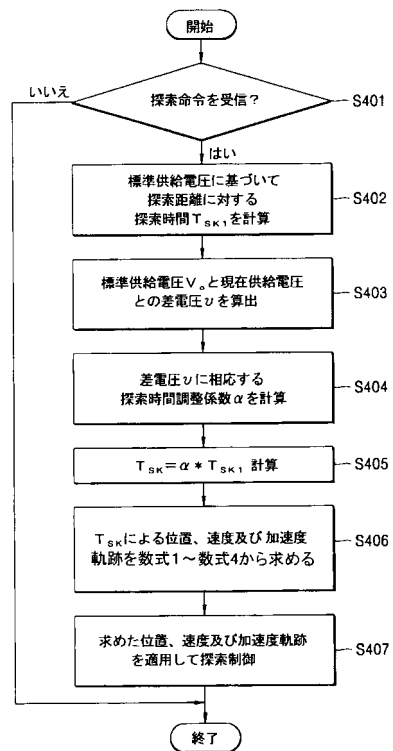 開始
いいえ
探索命令を受信？
S401
はい
標準供給電圧に基づいて
探索距離に対する
探索時間TSK1を計算
S402
標準供給電圧Voと現在供給電圧
との差電圧υを算出
S403
差電圧υに相応する
探索時間調整係数αを計算
S404
TSK=α*TSK1 計算
S405
TSKによる位置、速度及び加速度
軌跡を数式1～数式4から求める
S406
求めた位置、速度及び加速度軌跡
を適用して探索制御
S407
終了